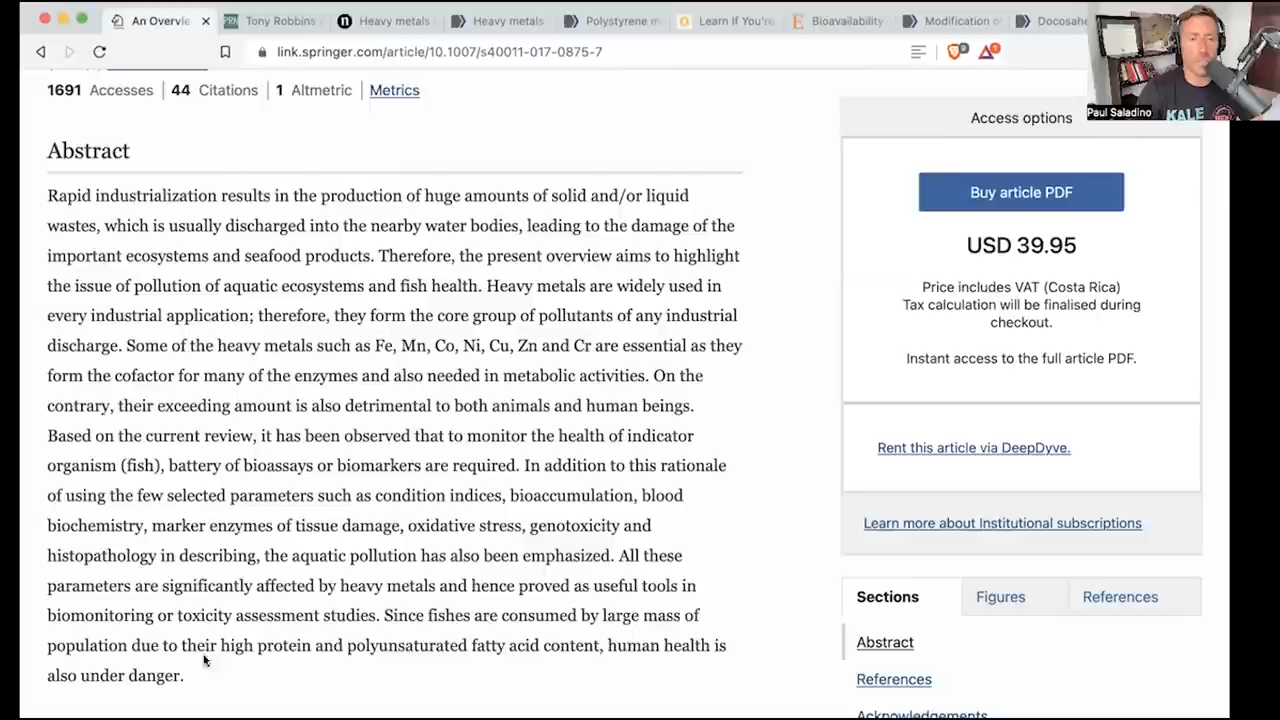 An Overvie
Tony Robbins
Heavy metals
Heavy metals
Polystyrene m
Learn If You're
Bioavailability
Modification o
Docosahe
link.springer.com/article/10.1007/s40011-017-0875-7
Paul Saladino
KALE
1691 Accesses | 44 Citations | 1 Altmetric | Metrics
Abstract
Rapid industrialization results in the production of huge amounts of solid and/or liquid
wastes, which is usually discharged into the nearby water bodies, leading to the damage of the
important ecosystems and seafood products. Therefore, the present overview aims to highlight
the issue of pollution of aquatic ecosystems and fish health. Heavy metals are widely used in
every industrial application; therefore, they form the core group of pollutants of any industrial
discharge. Some of the heavy metals such as Fe, Mn, Co, Ni, Cu, Zn and Cr are essential as they
form the cofactor for many of the enzymes and also needed in metabolic activities. On the
contrary, their exceeding amount is also detrimental to both animals and human beings.
Based on the current review, it has been observed that to monitor the health of indicator
organism (fish), battery of bioassays or biomarkers are required. In addition to this rationale
of using the few selected parameters such as condition indices, bioaccumulation, blood
biochemistry, marker enzymes of tissue damage, oxidative stress, genotoxicity and
histopathology in describing, the aquatic pollution has also been emphasized. All these
parameters are significantly affected by heavy metals and hence proved as useful tools in
biomonitoring or toxicity assessment studies. Since fishes are consumed by large mass of
population due to their high protein and polyunsaturated fatty acid content, human health is
also under danger.
Access options
Buy article PDF
USD 39.95
Price includes VAT (Costa Rica)
Tax calculation will be finalised during
checkout.
Instant access to the full article PDF.
Rent this article via DeepDyve.
Learn more about Institutional subscriptions
Sections
Figures
References
Abstract
References
Acknowledgements